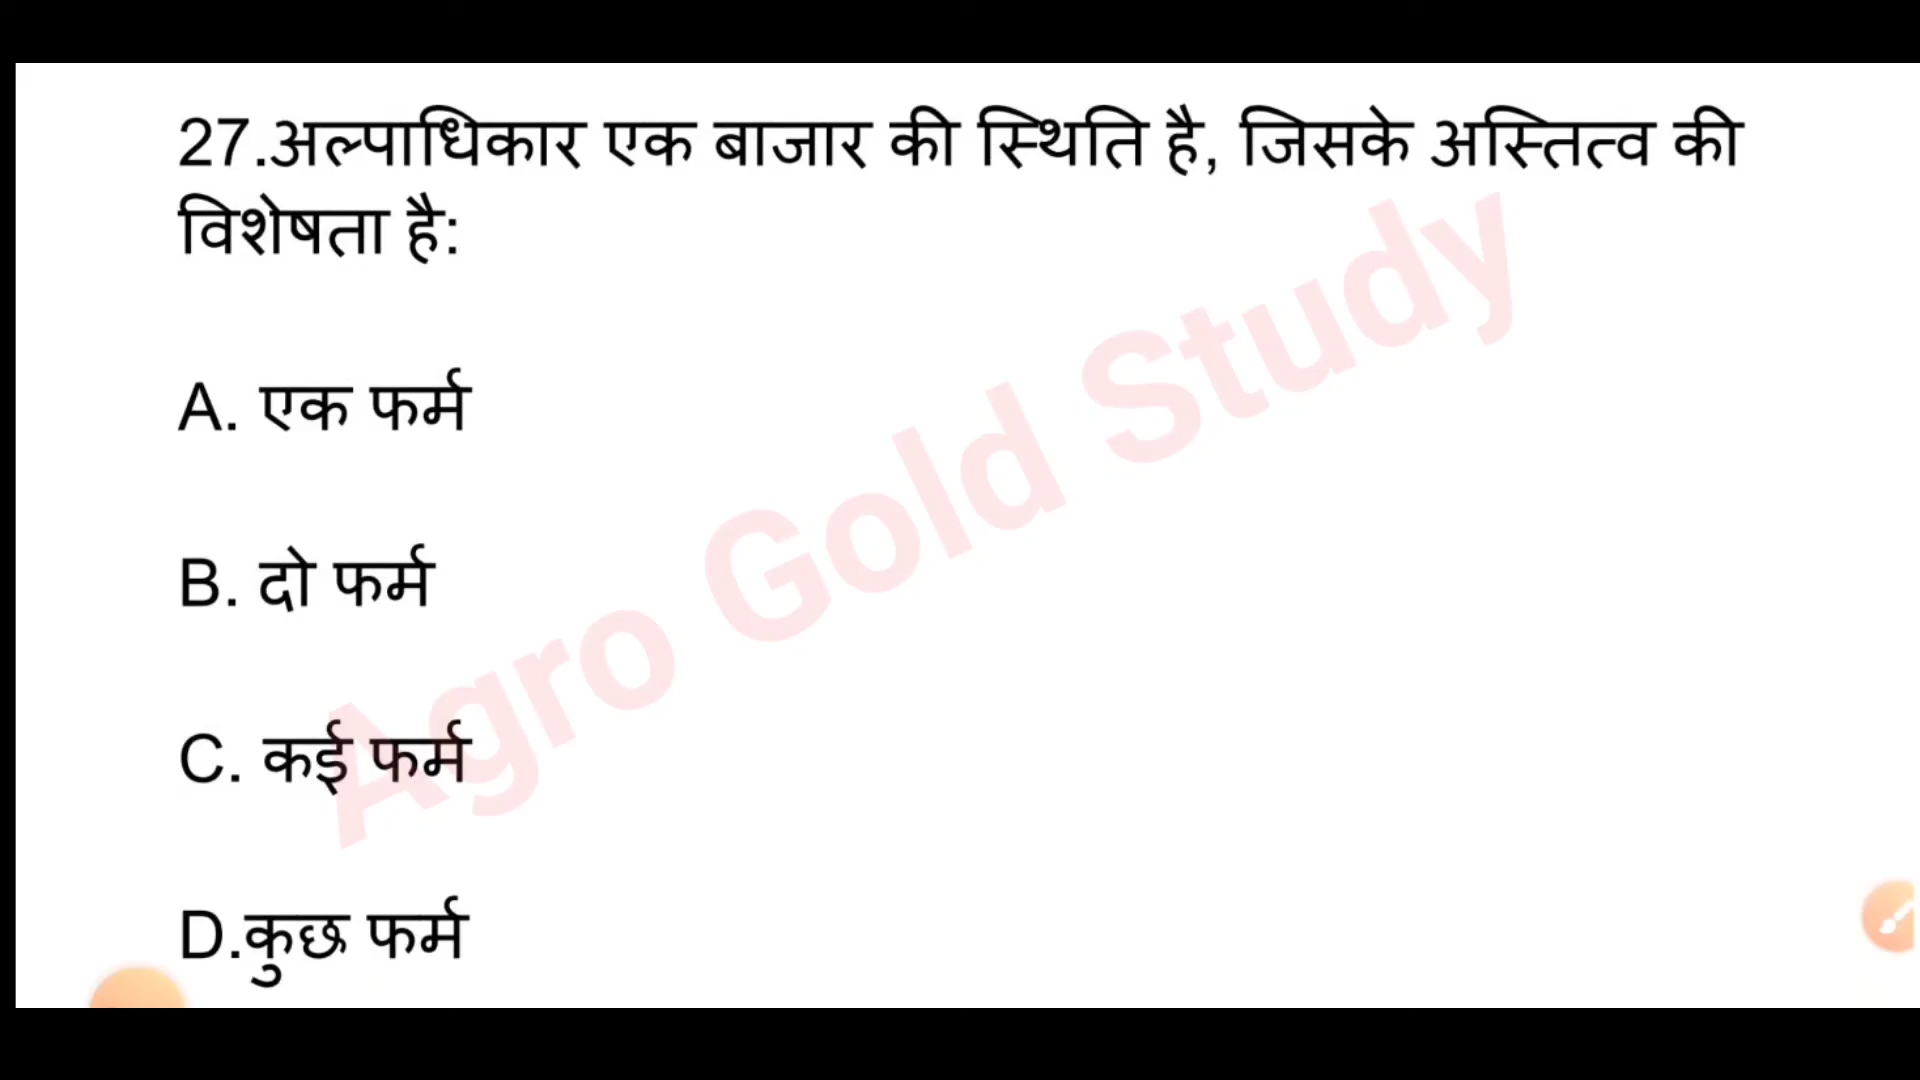 27.अल्पाधिकार एक बाजार की स्थिति है, जिसके अस्तित्व की
विशेषता है:
A. एक फर्म
B. दो फर्म
C. कई फर्म
D.कुछ फर्म
Agro Gold Study